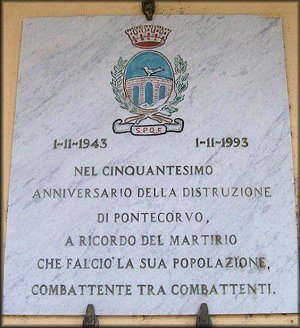 S.P.Q.F.
1-11-1943 1-11-1993
NEL CINQUANTESIMO
ANNIVERSARIO DELLA DISTRUZIONE
DI PONTECORVO,
A RICORDO DEL MARTIRIO
CHE FALCIO' LA SUA POPOLAZIONE,
COMBATTENTE TRA COMBATTENTI.